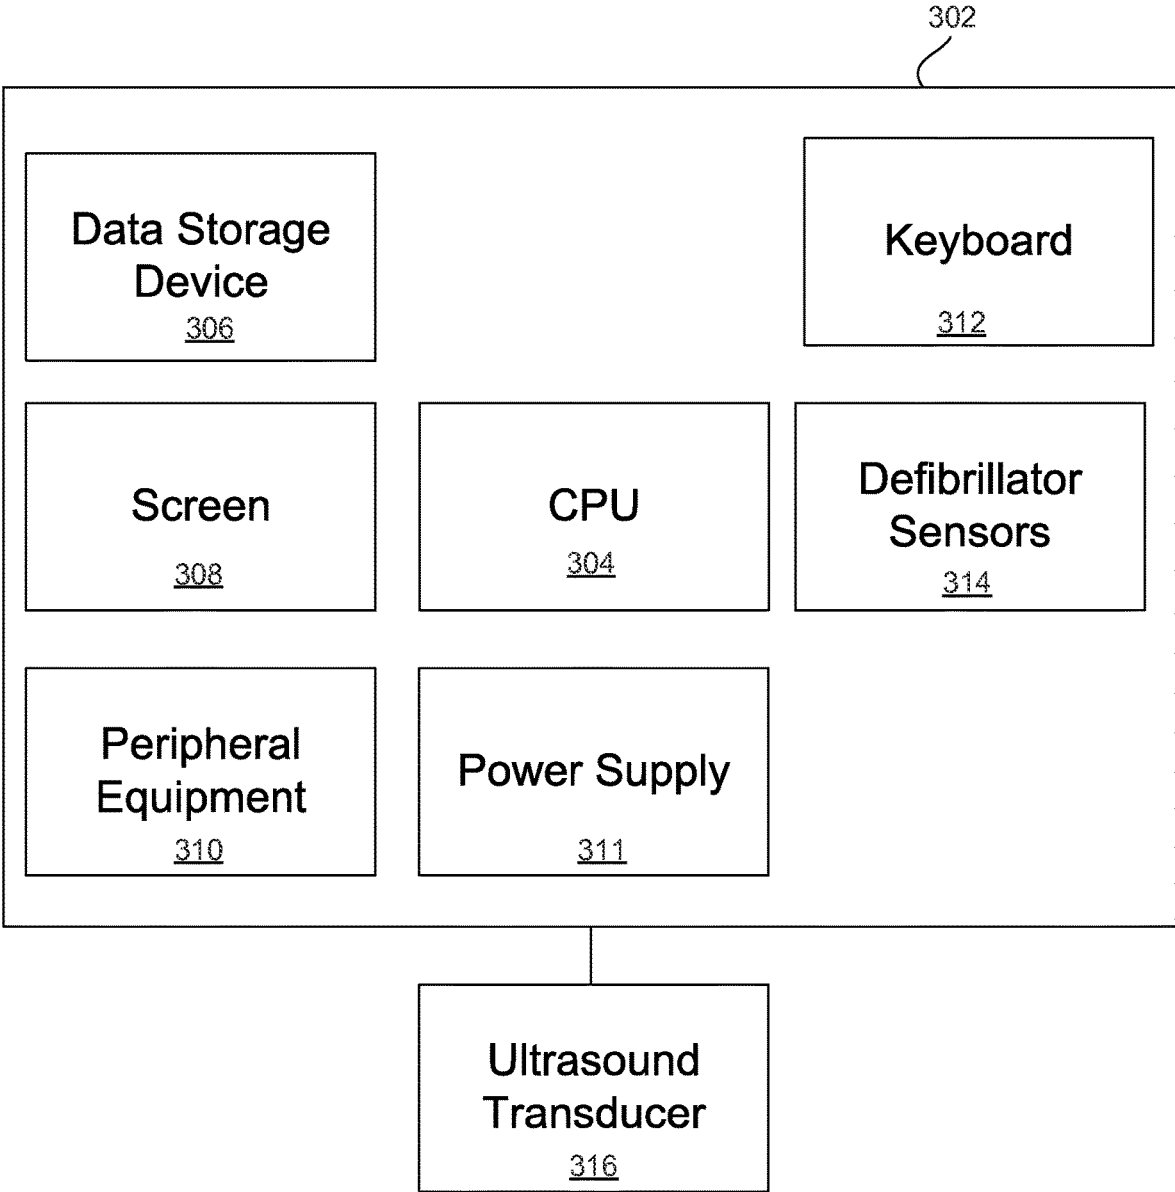 302
Data Storage
Device
306
Keyboard
312
Screen
308
CPU
304
Defibrillator
Sensors
314
Peripheral
Equipment
310
Power Supply
311
Ultrasound
Transducer
316